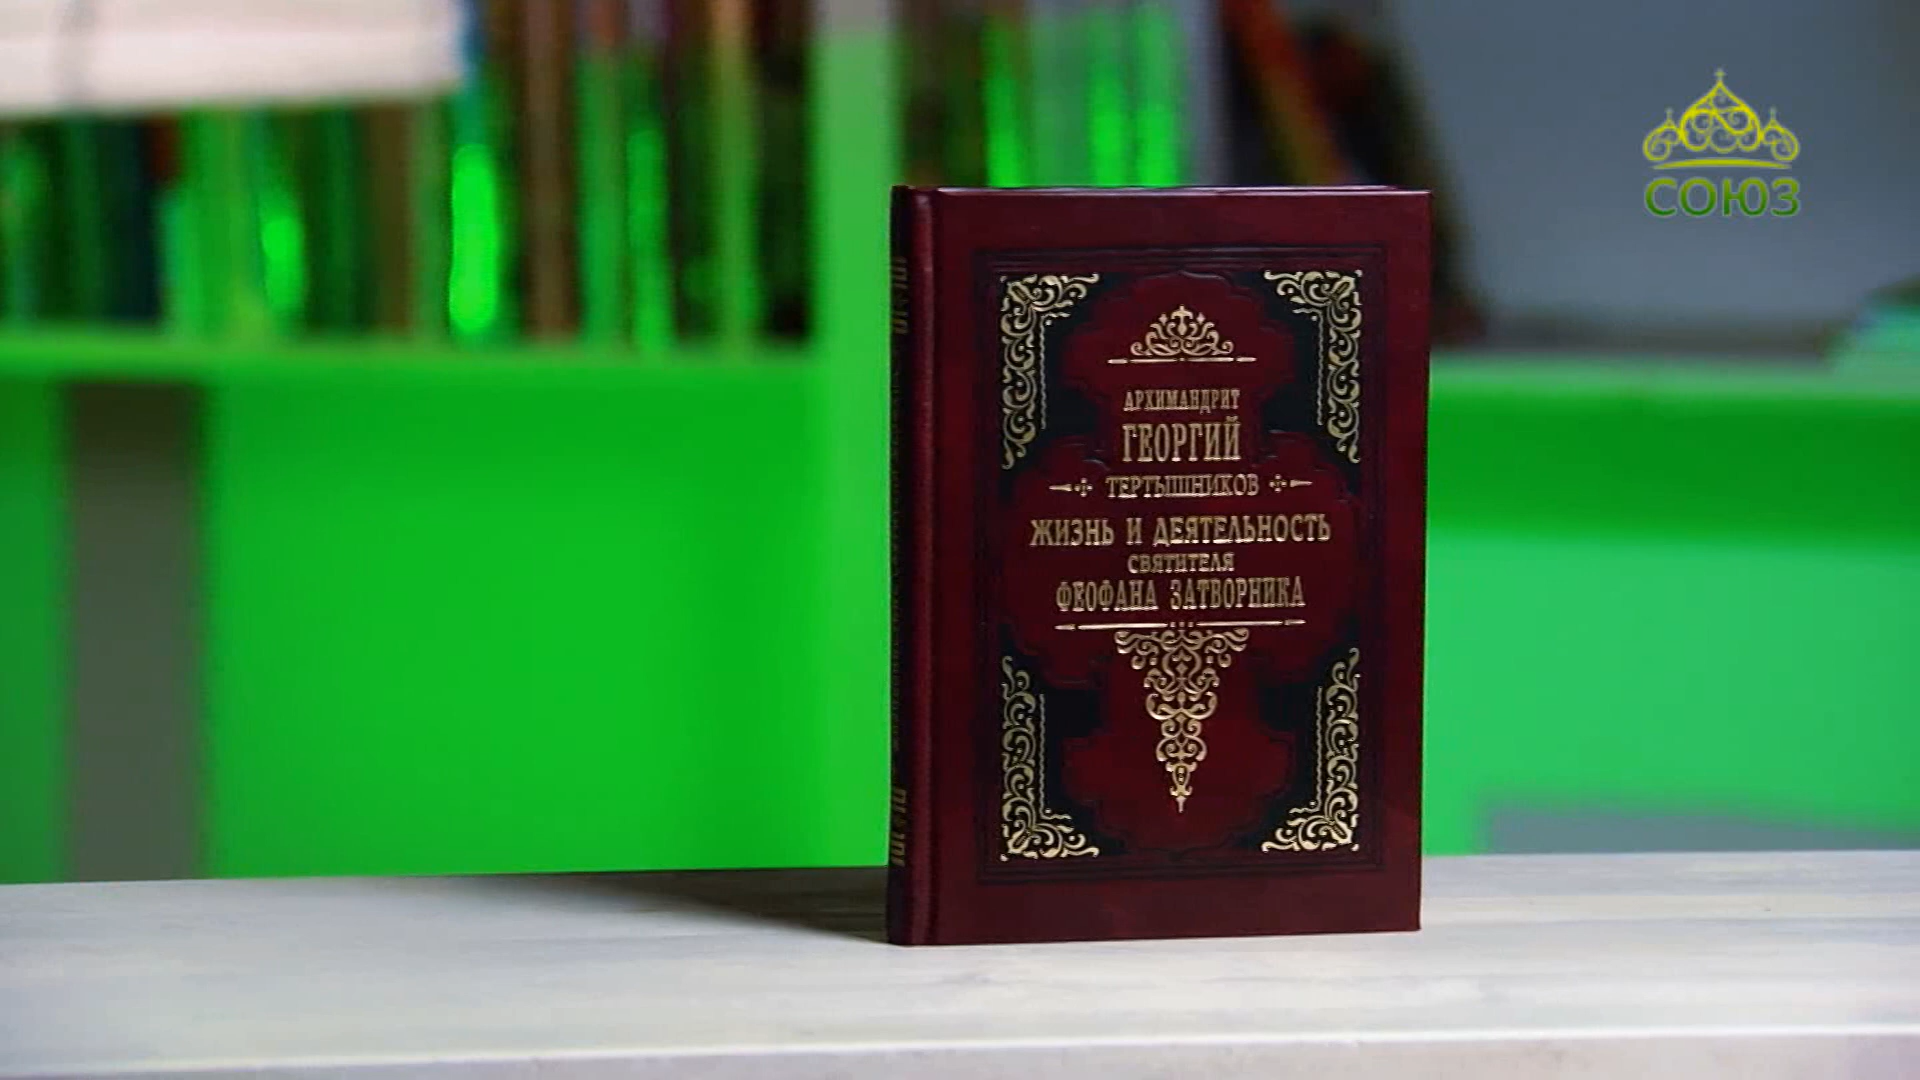 СОЮЗ
АРХИМАНДРИТ
ГЕОРГИЙ
ТЕРТЫШНИКОВ
ЖИЗНЬ И ДЕЯТЕЛЬНОСТЬ
СВЯТИТЕЛЯ
ФЕОФАНА ЗАТВОРНИКА